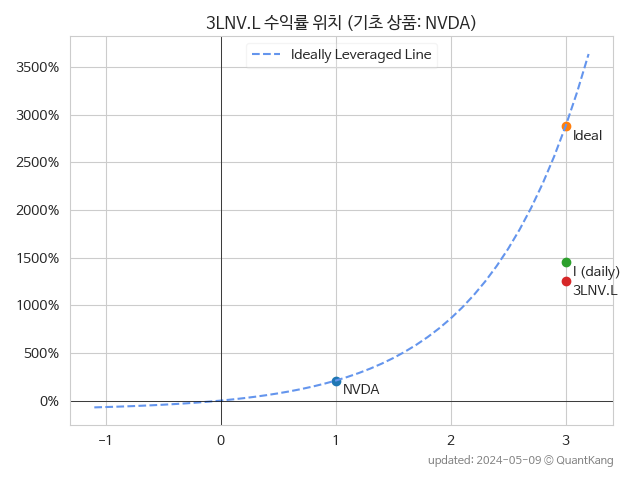 3LNV.L 수익률 위치 (기초 상품: NVDA)
Ideally Leveraged Line
3500%
3000%
2500%
2000%
1500%
1000%
500%
0%
Ideal
I (daily)
3LNV.L
NVDA
−1
0
1
2
3
updated: 2024-05-09 © QuantKang